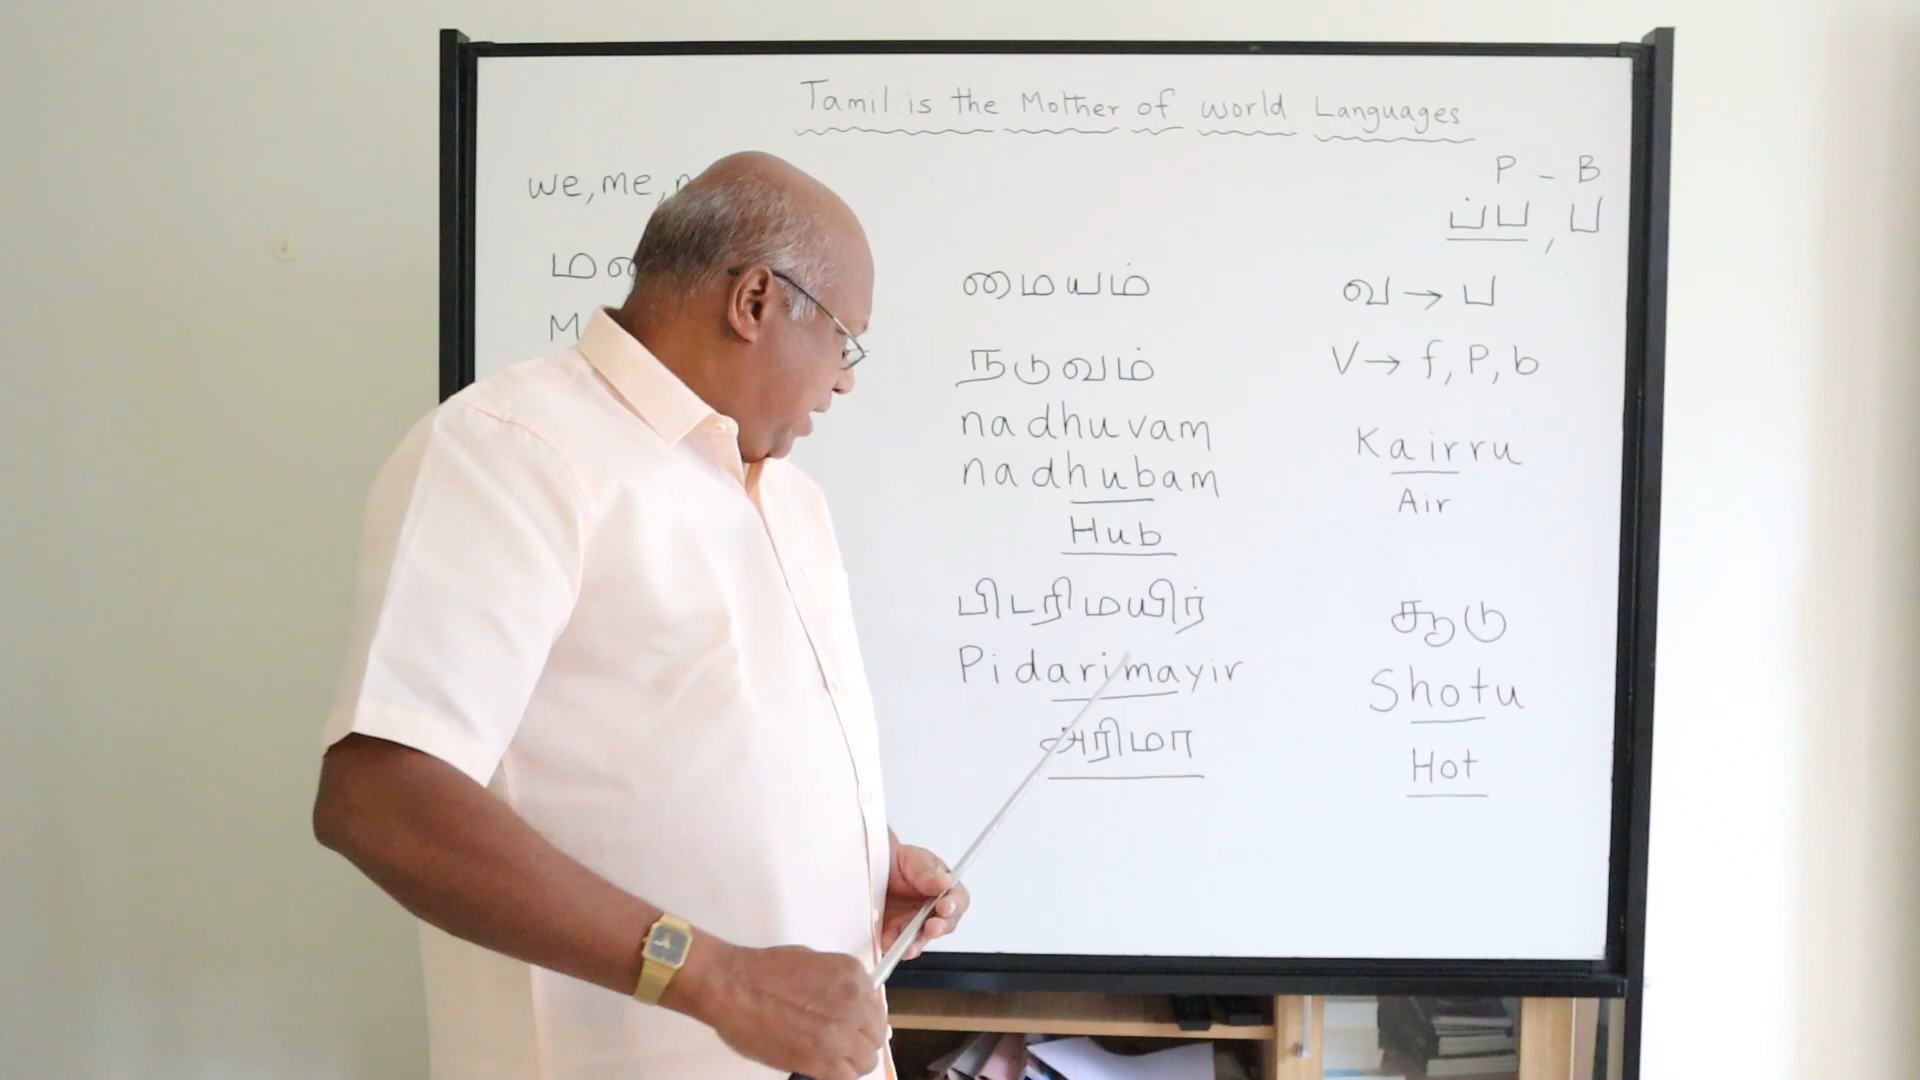 Tamil is the Mother of world Languages
we, me,
P - B
ப்ப, ப
மையம்
வ → ப
நடுவம்
V → f, P, b
nadhuvam
Kairru
nadhubam
Air
Hub
பிடரிமயிர்
சூடு
Pidarimayir
Shotu
அரிமா
Hot